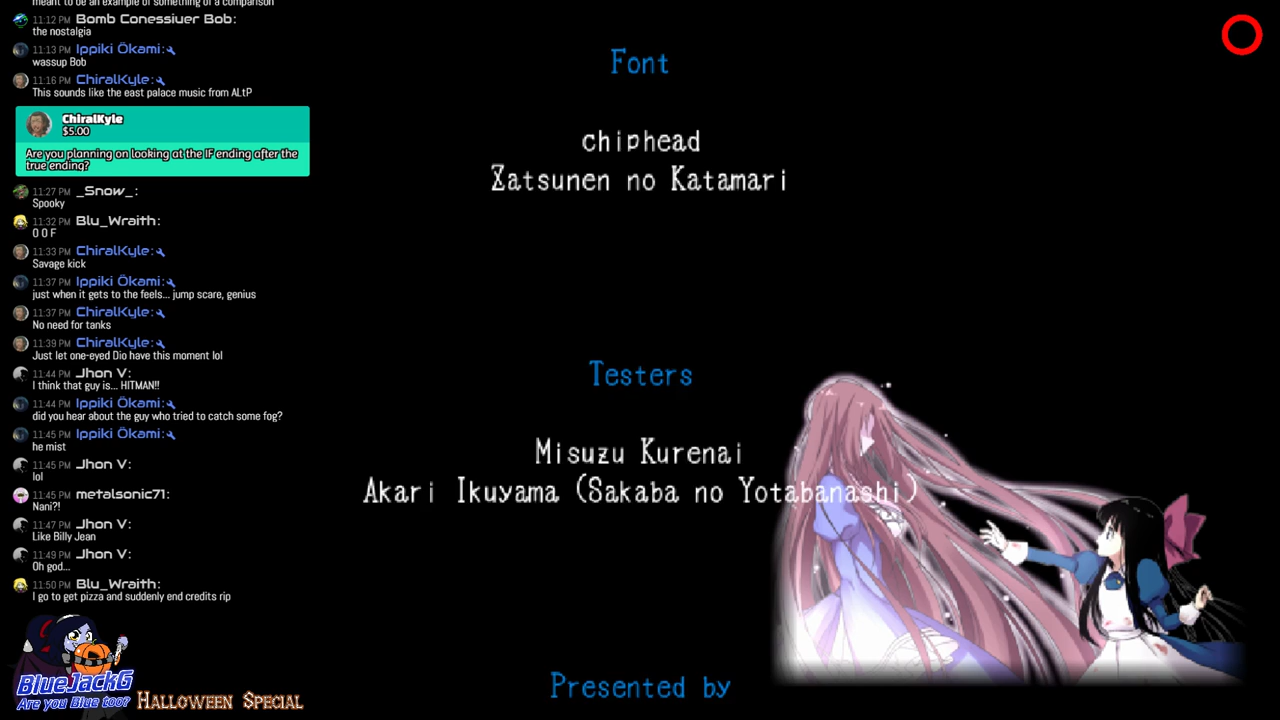 meant to be an example of something of a comparison
11:12 PM Bomb Conessiuer Bob:
the nostalgia
11:13 PM Ippiki Ōkami:
wassup Bob
11:16 PM ChiralKyle:
This sounds like the east palace music from ALtP
ChiralKyle
$5.00
Are you planning on looking at the IF ending after the
true ending?
11:27 PM _Snow_:
Spooky
11:32 PM Blu_Wraith:
O O F
11:33 PM ChiralKyle:
Savage kick
11:37 PM Ippiki Ōkami:
just when it gets to the feels... jump scare, genius
11:37 PM ChiralKyle:
No need for tanks
11:39 PM ChiralKyle:
Just let one-eyed Dio have this moment lol
11:44 PM Jhon V:
I think that guy is... HITMAN!!
11:44 PM Ippiki Ōkami:
did you hear about the guy who tried to catch some fog?
11:45 PM Ippiki Ōkami:
he mist
11:45 PM Jhon V:
lol
11:45 PM metalsonic71:
Nani?!
11:47 PM Jhon V:
Like Billy Jean
11:49 PM Jhon V:
Oh god...
11:50 PM Blu_Wraith:
I go to get pizza and suddenly end credits rip
BlueJackG
Are you Blue too?
Halloween Special
Font
chiphead
Zatsunen no Katamari
Testers
Misuzu Kurenai
Akari Ikuyama (Sakaba no Yotabanashi)
Presented by